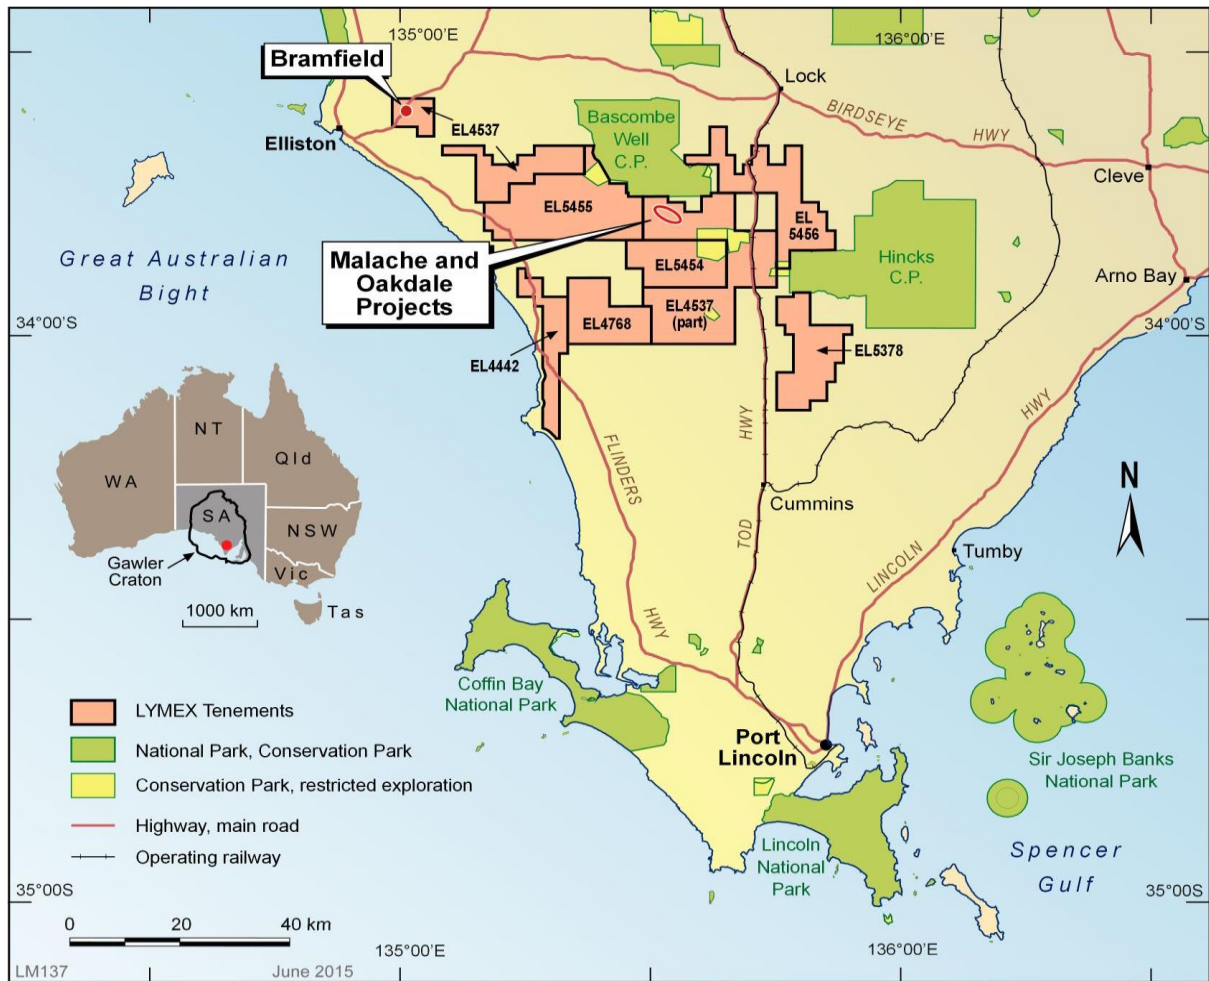 135°00'E
136°00'E
Bramfield
Lock
BIRDSEYE
HWY
EL4537
Elliston
Bascombe
Well
C.P.
Cleve
EL5455
EL
5456
Great Australian
Bight
Malache and
Oakdale
Projects
EL5454
Hincks
C.P.
Arno Bay
EL4537
(part)
EL4768
34°00'S
34°00'S
EL4442
EL5378
HWY
HWY
FLINDERS
NT
WA
Qld
SA
NSW
Gawler
Craton
Vic
1000 km
Tas
Cummins
N
TOD
LINCOLN
Tumby
HWY
Coffin Bay
National Park
LYMEX Tenements
National Park, Conservation Park
Conservation Park, restricted exploration
Highway, main road
Operating railway
Port
Lincoln
Sir Joseph Banks
National Park
Lincoln
National
Park
Spencer
Gulf
35°00'S
35°00'S
0 20 40 km
135°00'E
136°00'E
LM137
June 2015